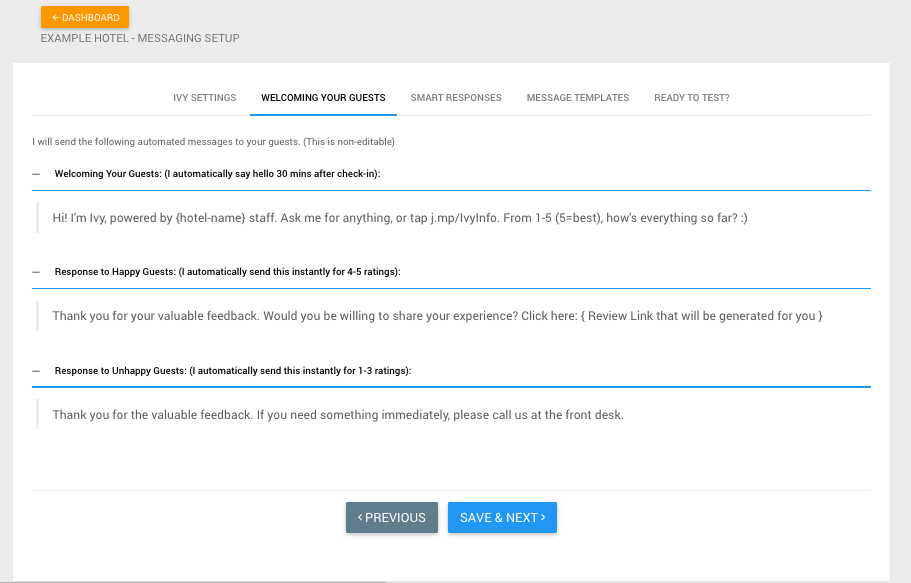 ← DASHBOARD
EXAMPLE HOTEL - MESSAGING SETUP
IVY SETTINGS WELCOMING YOUR GUESTS SMART RESPONSES MESSAGE TEMPLATES READY TO TEST?
I will send the following automated messages to your guests. (This is non-editable)
— Welcoming Your Guests: (I automatically say hello 30 mins after check-in):
Hi! I'm Ivy, powered by {hotel-name} staff. Ask me for anything, or tap j.mp/IvyInfo. From 1-5 (5=best), how's everything so far? :)
— Response to Happy Guests: (I automatically send this instantly for 4-5 ratings):
Thank you for your valuable feedback. Would you be willing to share your experience? Click here: { Review Link that will be generated for you }
— Response to Unhappy Guests: (I automatically send this instantly for 1-3 ratings):
Thank you for the valuable feedback. If you need something immediately, please call us at the front desk.
‹ PREVIOUS SAVE & NEXT ›